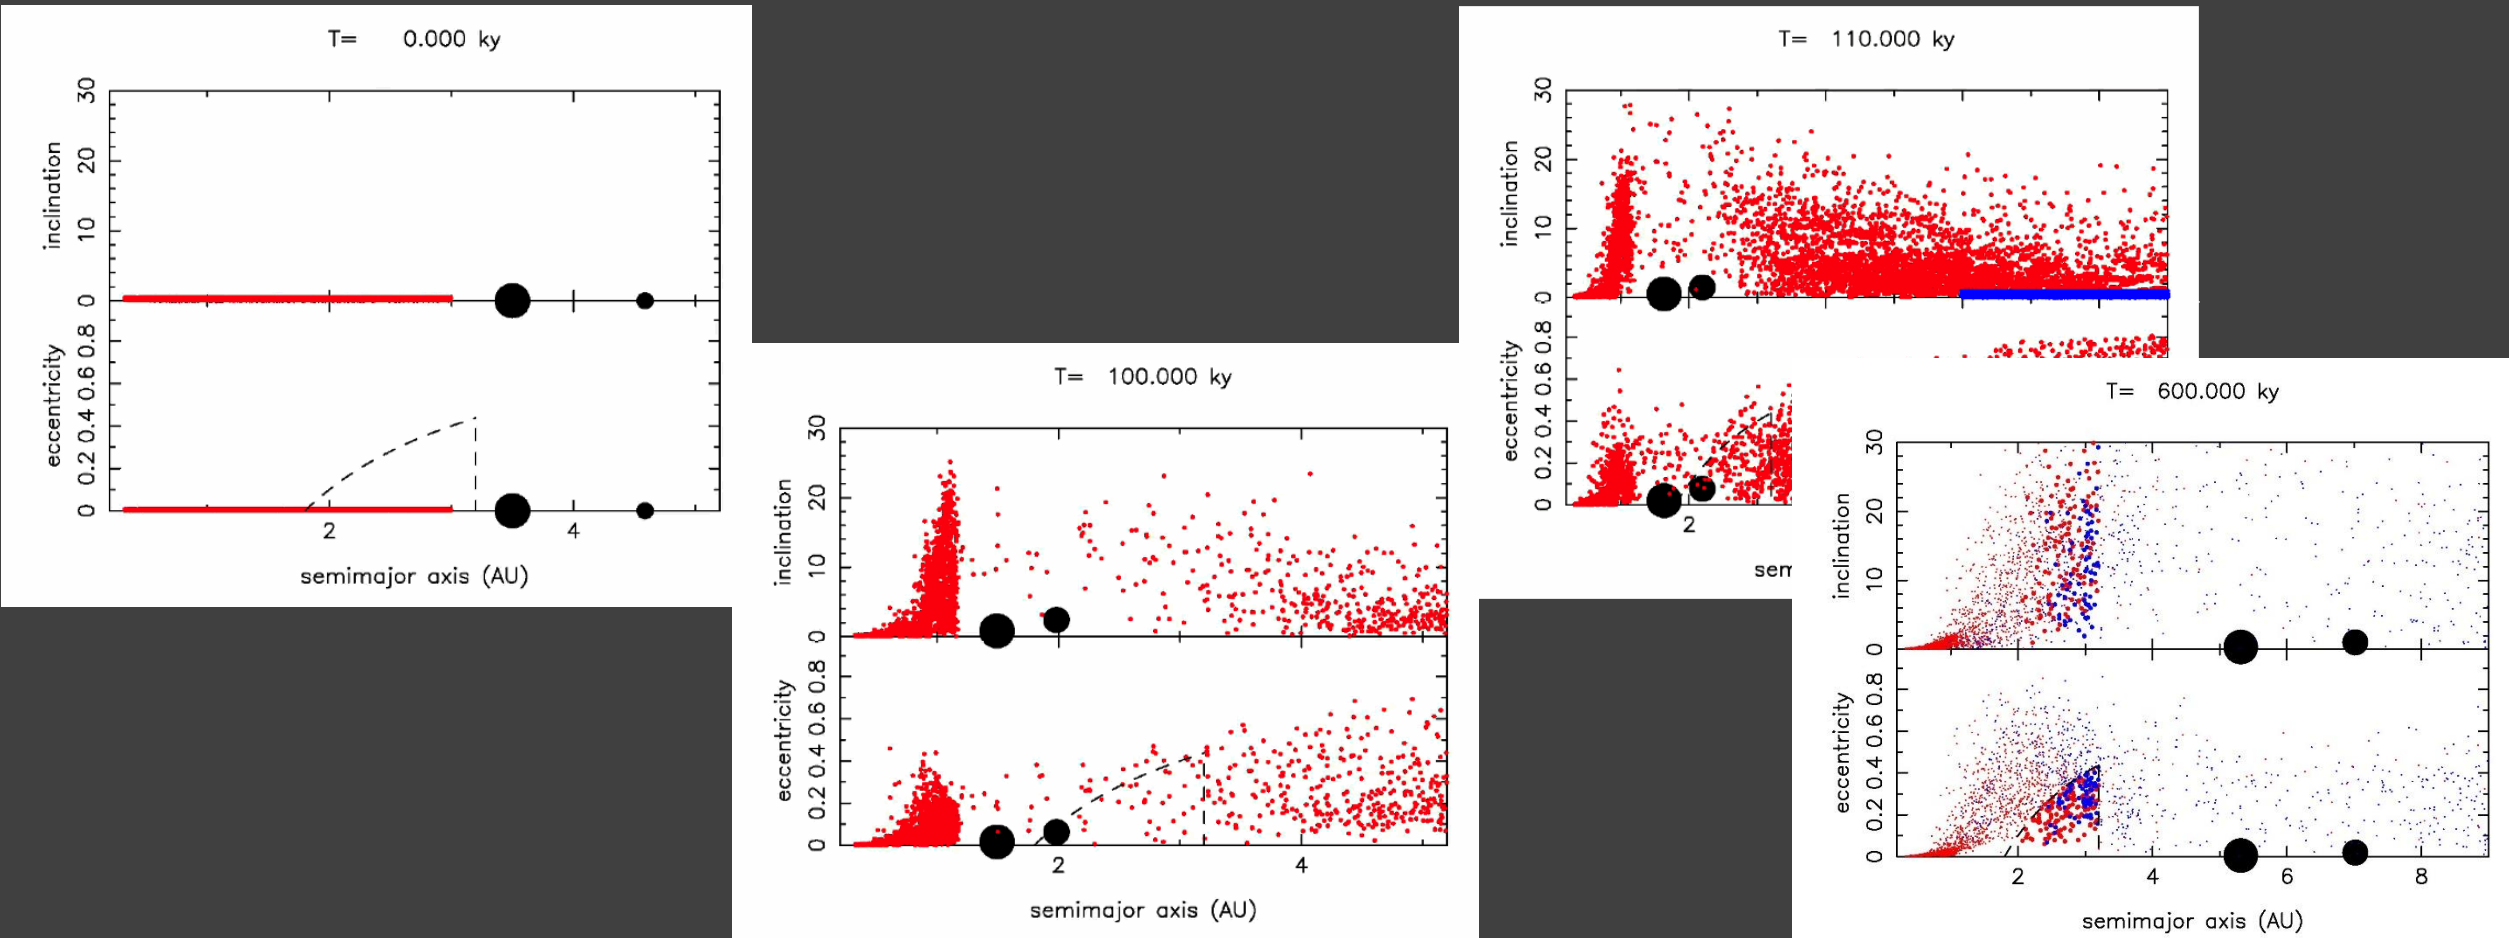 T= 0.000 ky
30
20
10
0
inclination
0.8
0.6
0.4
0.2
0
eccentricity
2 4
semimajor axis (AU)
T= 100.000 ky
30
20
10
0
inclination
0.8
0.6
0.4
0.2
0
eccentricity
2 4
semimajor axis (AU)
T= 110.000 ky
30
20
10
0
inclination
0.8
0.6
0.4
0.2
0
eccentricity
2
sem
T= 600.000 ky
30
20
10
0
inclination
0.8
0.6
0.4
0.2
0
eccentricity
2 4 6 8
semimajor axis (AU)